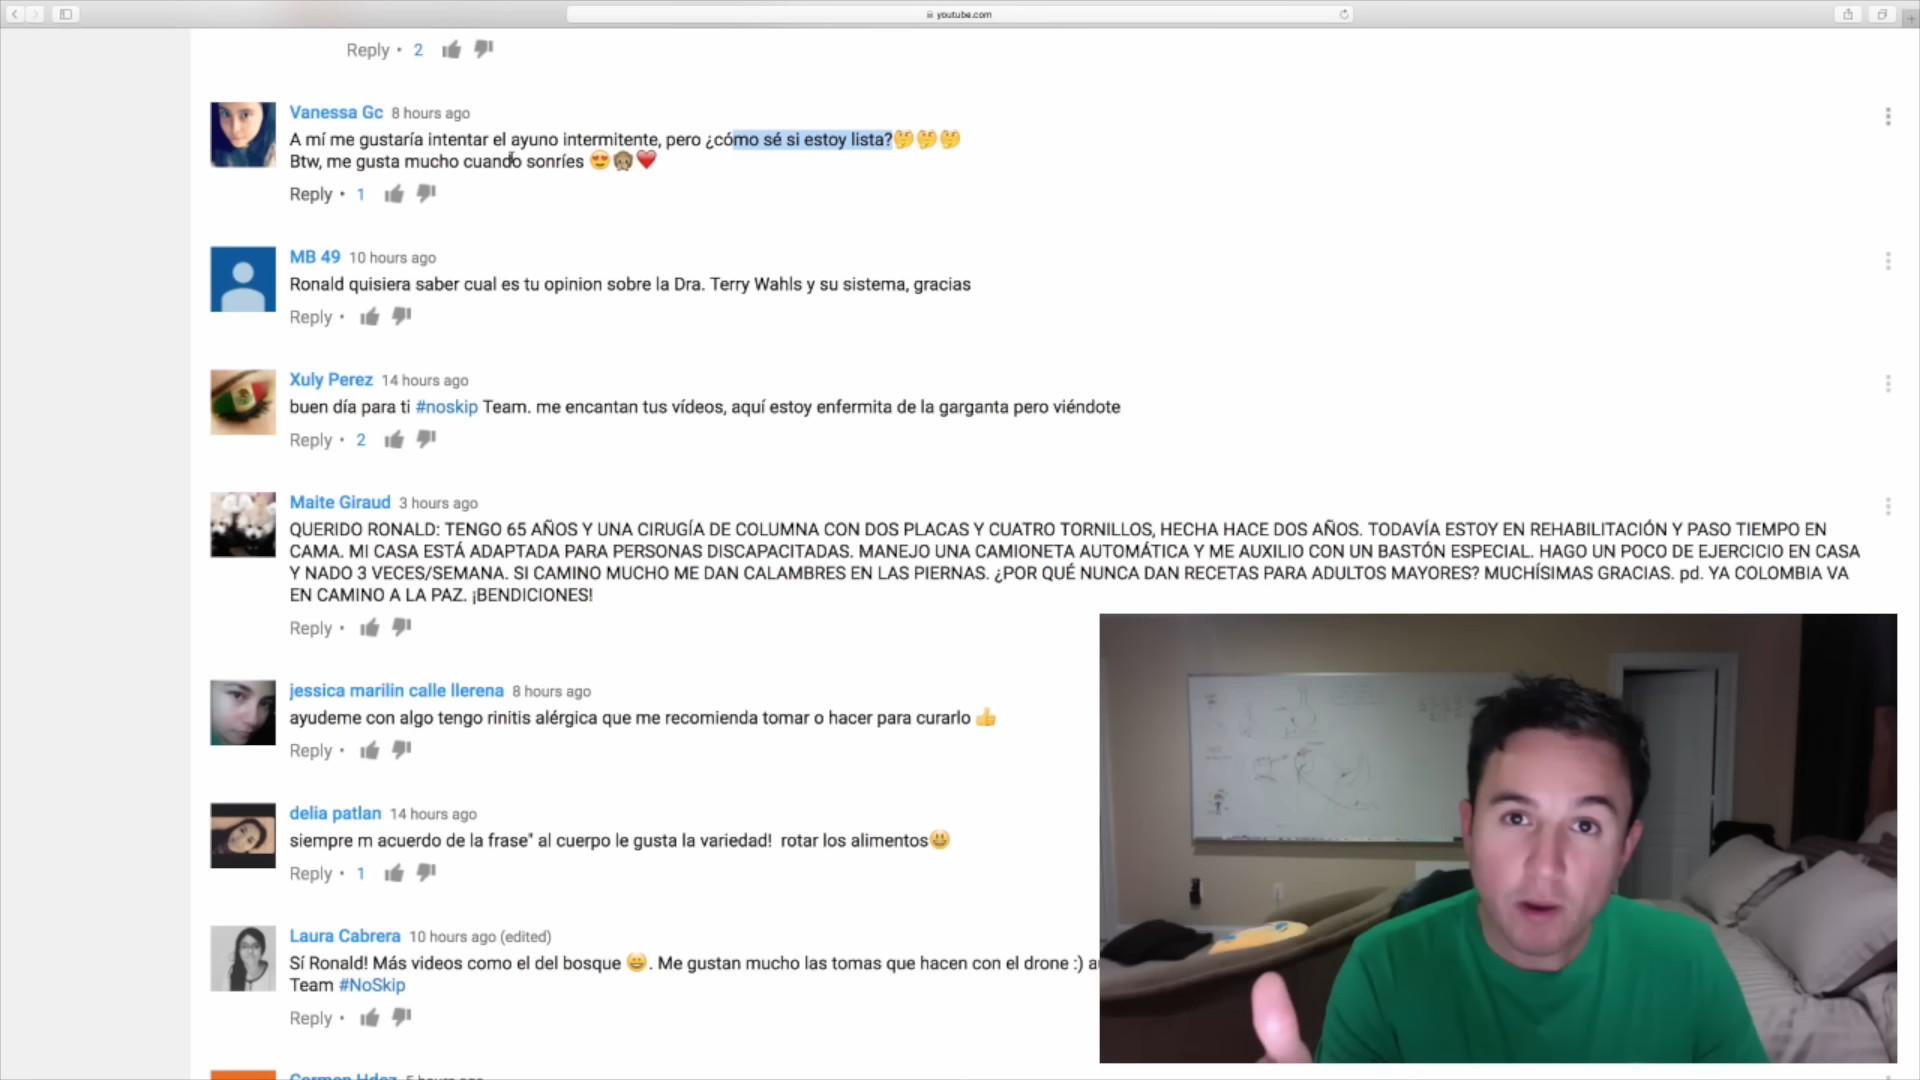 youtube.com
Reply • 2
Vanessa Gc 8 hours ago
A mí me gustaría intentar el ayuno intermitente, pero ¿cómo sé si estoy lista?🤔🤔🤔
Btw, me gusta mucho cuando sonríes 😍🙊❤️
Reply • 1
MB 49 10 hours ago
Ronald quisiera saber cual es tu opinion sobre la Dra. Terry Wahls y su sistema, gracias
Reply •
Xuly Perez 14 hours ago
buen día para ti #noskip Team. me encantan tus vídeos, aquí estoy enfermita de la garganta pero viéndote
Reply • 2
Maite Giraud 3 hours ago
QUERIDO RONALD: TENGO 65 AÑOS Y UNA CIRUGÍA DE COLUMNA CON DOS PLACAS Y CUATRO TORNILLOS, HECHA HACE DOS AÑOS. TODAVÍA ESTOY EN REHABILITACIÓN Y PASO TIEMPO EN
CAMA. MI CASA ESTÁ ADAPTADA PARA PERSONAS DISCAPACITADAS. MANEJO UNA CAMIONETA AUTOMÁTICA Y ME AUXILIO CON UN BASTÓN ESPECIAL. HAGO UN POCO DE EJERCICIO EN CASA
Y NADO 3 VECES/SEMANA. SI CAMINO MUCHO ME DAN CALAMBRES EN LAS PIERNAS. ¿POR QUÉ NUNCA DAN RECETAS PARA ADULTOS MAYORES? MUCHÍSIMAS GRACIAS. pd. YA COLOMBIA VA
EN CAMINO A LA PAZ. ¡BENDICIONES!
Reply •
jessica marilin calle llerena 8 hours ago
ayudeme con algo tengo rinitis alérgica que me recomienda tomar o hacer para curarlo 👍
Reply •
delia patlan 14 hours ago
siempre m acuerdo de la frase" al cuerpo le gusta la variedad! rotar los alimentos😃
Reply • 1
Laura Cabrera 10 hours ago (edited)
Sí Ronald! Más videos como el del bosque 😄. Me gustan mucho las tomas que hacen con el drone :)
Team #NoSkip
Reply •
Carmen Hdez 5 hours ago